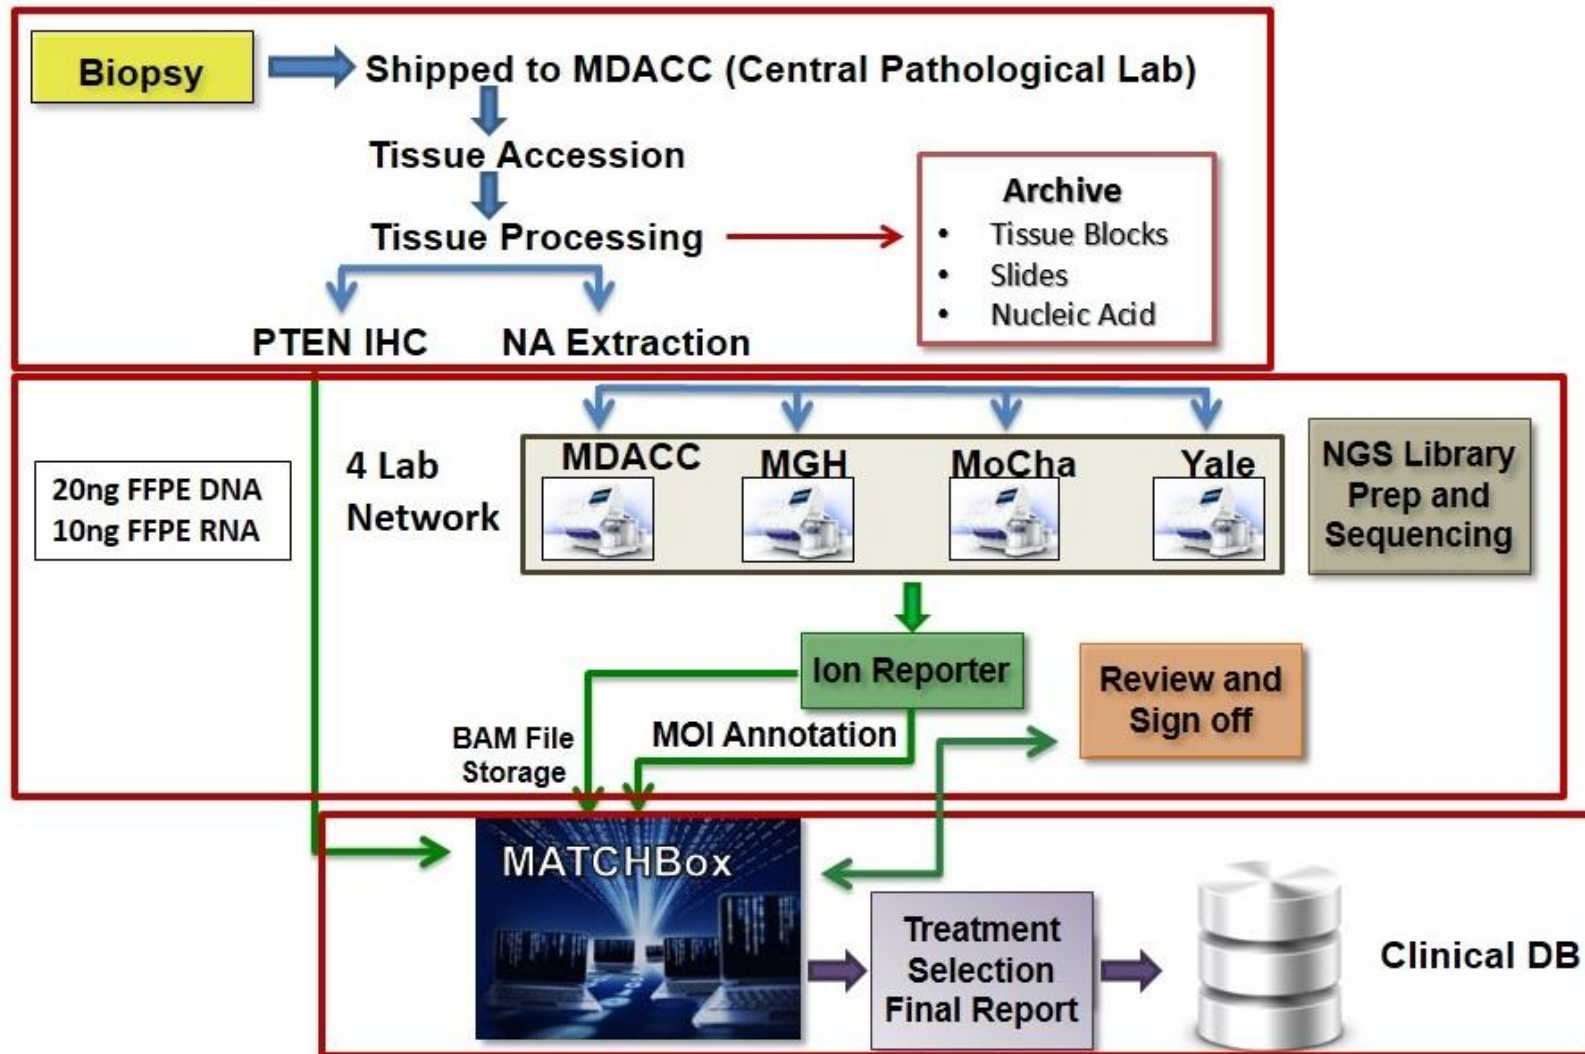 Biopsy
Shipped to MDACC (Central Pathological Lab)
Tissue Accession
Tissue Processing
Archive
• Tissue Blocks
• Slides
• Nucleic Acid
PTEN IHC
NA Extraction
20ng FFPE DNA
10ng FFPE RNA
4 Lab
Network
MDACC
MGH
MoCha
Yale
NGS Library
Prep and
Sequencing
Ion Reporter
Review and
Sign off
BAM File
Storage
MOI Annotation
MATCHBox
Treatment
Selection
Final Report
Clinical DB